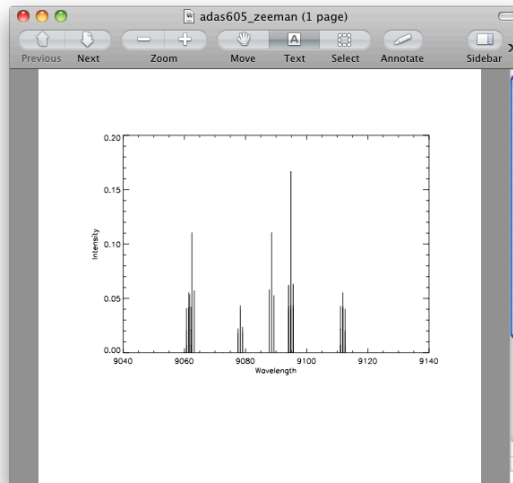 adas605_zeeman (1 page)
Previous Next Zoom Move Text Select Annotate Sidebar
0.20
0.15
0.10
0.05
0.00
Intensity
9040 9060 9080 9100 9120 9140
Wavelength